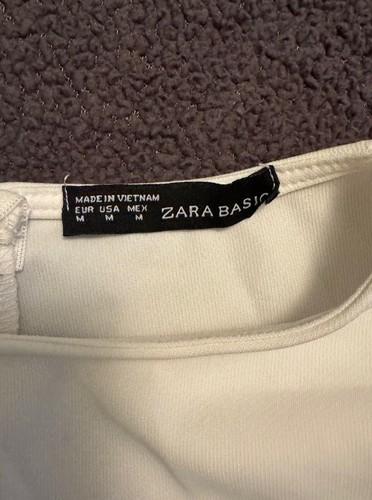 MADE IN VIETNAM
EUR USA MEX
M M M
ZARA BASIC